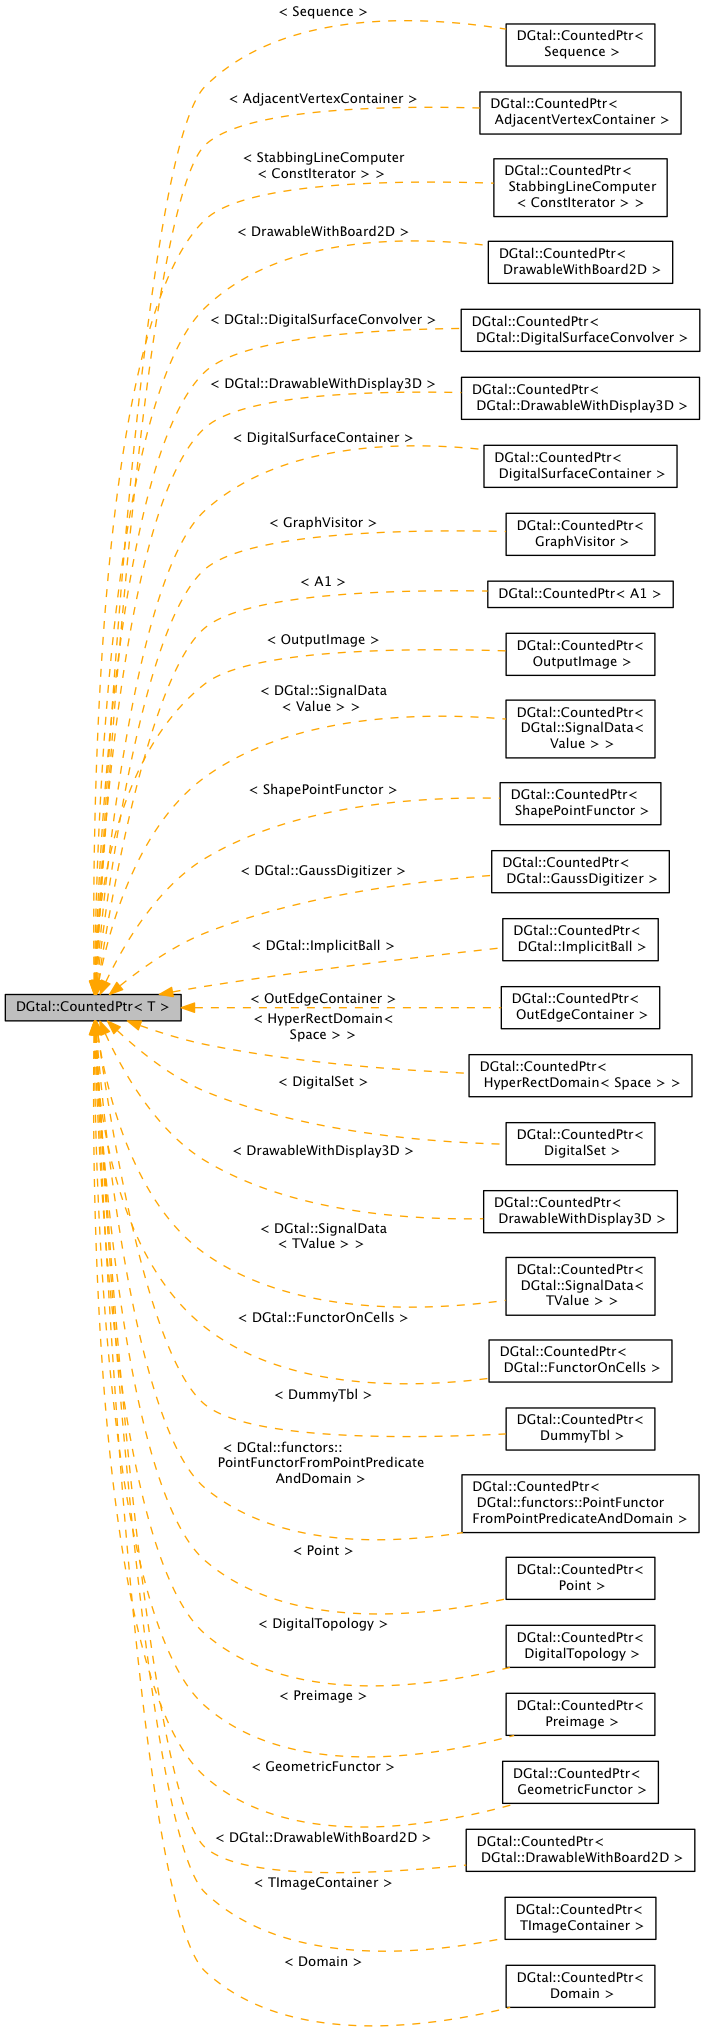 < Sequence >
DGtal::CountedPtr<
Sequence >
< AdjacentVertexContainer >
DGtal::CountedPtr<
AdjacentVertexContainer >
< StabbingLineComputer
< ConstIterator > >
DGtal::CountedPtr<
StabbingLineComputer
< ConstIterator > >
< DrawableWithBoard2D >
DGtal::CountedPtr<
DrawableWithBoard2D >
< DGtal::DigitalSurfaceConvolver >
DGtal::CountedPtr<
DGtal::DigitalSurfaceConvolver >
< DGtal::DrawableWithDisplay3D >
DGtal::CountedPtr<
DGtal::DrawableWithDisplay3D >
< DigitalSurfaceContainer >
DGtal::CountedPtr<
DigitalSurfaceContainer >
< GraphVisitor >
DGtal::CountedPtr<
GraphVisitor >
< A1 >
DGtal::CountedPtr< A1 >
< OutputImage >
DGtal::CountedPtr<
OutputImage >
< DGtal::SignalData
< Value > >
DGtal::CountedPtr<
DGtal::SignalData<
Value > >
< ShapePointFunctor >
DGtal::CountedPtr<
ShapePointFunctor >
< DGtal::GaussDigitizer >
DGtal::CountedPtr<
DGtal::GaussDigitizer >
< DGtal::ImplicitBall >
DGtal::CountedPtr<
DGtal::ImplicitBall >
DGtal::CountedPtr< T >
< OutEdgeContainer >
DGtal::CountedPtr<
OutEdgeContainer >
< HyperRectDomain<
Space > >
DGtal::CountedPtr<
HyperRectDomain< Space > >
< DigitalSet >
DGtal::CountedPtr<
DigitalSet >
< DrawableWithDisplay3D >
DGtal::CountedPtr<
DrawableWithDisplay3D >
< DGtal::SignalData
< TValue > >
DGtal::CountedPtr<
DGtal::SignalData<
TValue > >
< DGtal::FunctorOnCells >
DGtal::CountedPtr<
DGtal::FunctorOnCells >
< DummyTbl >
DGtal::CountedPtr<
DummyTbl >
< DGtal::functors::
PointFunctorFromPointPredicate
AndDomain >
DGtal::CountedPtr<
DGtal::functors::PointFunctor
FromPointPredicateAndDomain >
< Point >
DGtal::CountedPtr<
Point >
< DigitalTopology >
DGtal::CountedPtr<
DigitalTopology >
< Preimage >
DGtal::CountedPtr<
Preimage >
< GeometricFunctor >
DGtal::CountedPtr<
GeometricFunctor >
< DGtal::DrawableWithBoard2D >
DGtal::CountedPtr<
DGtal::DrawableWithBoard2D >
< TImageContainer >
DGtal::CountedPtr<
TImageContainer >
< Domain >
DGtal::CountedPtr<
Domain >